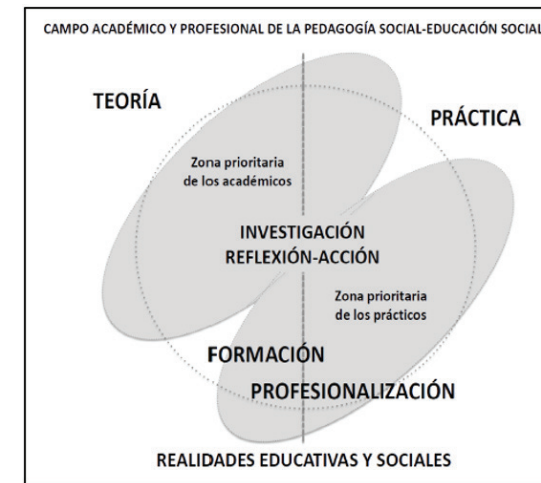 CAMPO ACADÉMICO Y PROFESIONAL DE LA PEDAGOGÍA SOCIAL-EDUCACIÓN SOCIAL
TEORÍA
PRÁCTICA
Zona prioritaria
de los académicos
INVESTIGACIÓN
REFLEXIÓN-ACCIÓN
Zona prioritaria
de los prácticos
FORMACIÓN
PROFESIONALIZACIÓN
REALIDADES EDUCATIVAS Y SOCIALES